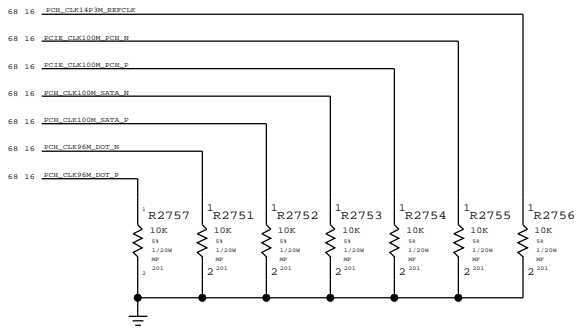 68 16 PCH_CLK14P3M_REFCLK
68 16 PCIE_CLK100M_PCH_N
68 16 PCIE_CLK100M_PCH_P
68 16 PCH_CLK100M_SATA_N
68 16 PCH_CLK100M_SATA_P
68 16 PCH_CLK96M_DOT_N
68 16 PCH_CLK96M_DOT_P
1 1 1 1 1 1 1
R2757 R2751 R2752 R2753 R2754 R2755 R2756
10K 10K 10K 10K 10K 10K 10K
5% 5% 5% 5% 5% 5% 5%
1/20W 1/20W 1/20W 1/20W 1/20W 1/20W 1/20W
MF MF MF MF MF MF MF
2 201 2 201 2 201 2 201 2 201 2 201 2 201